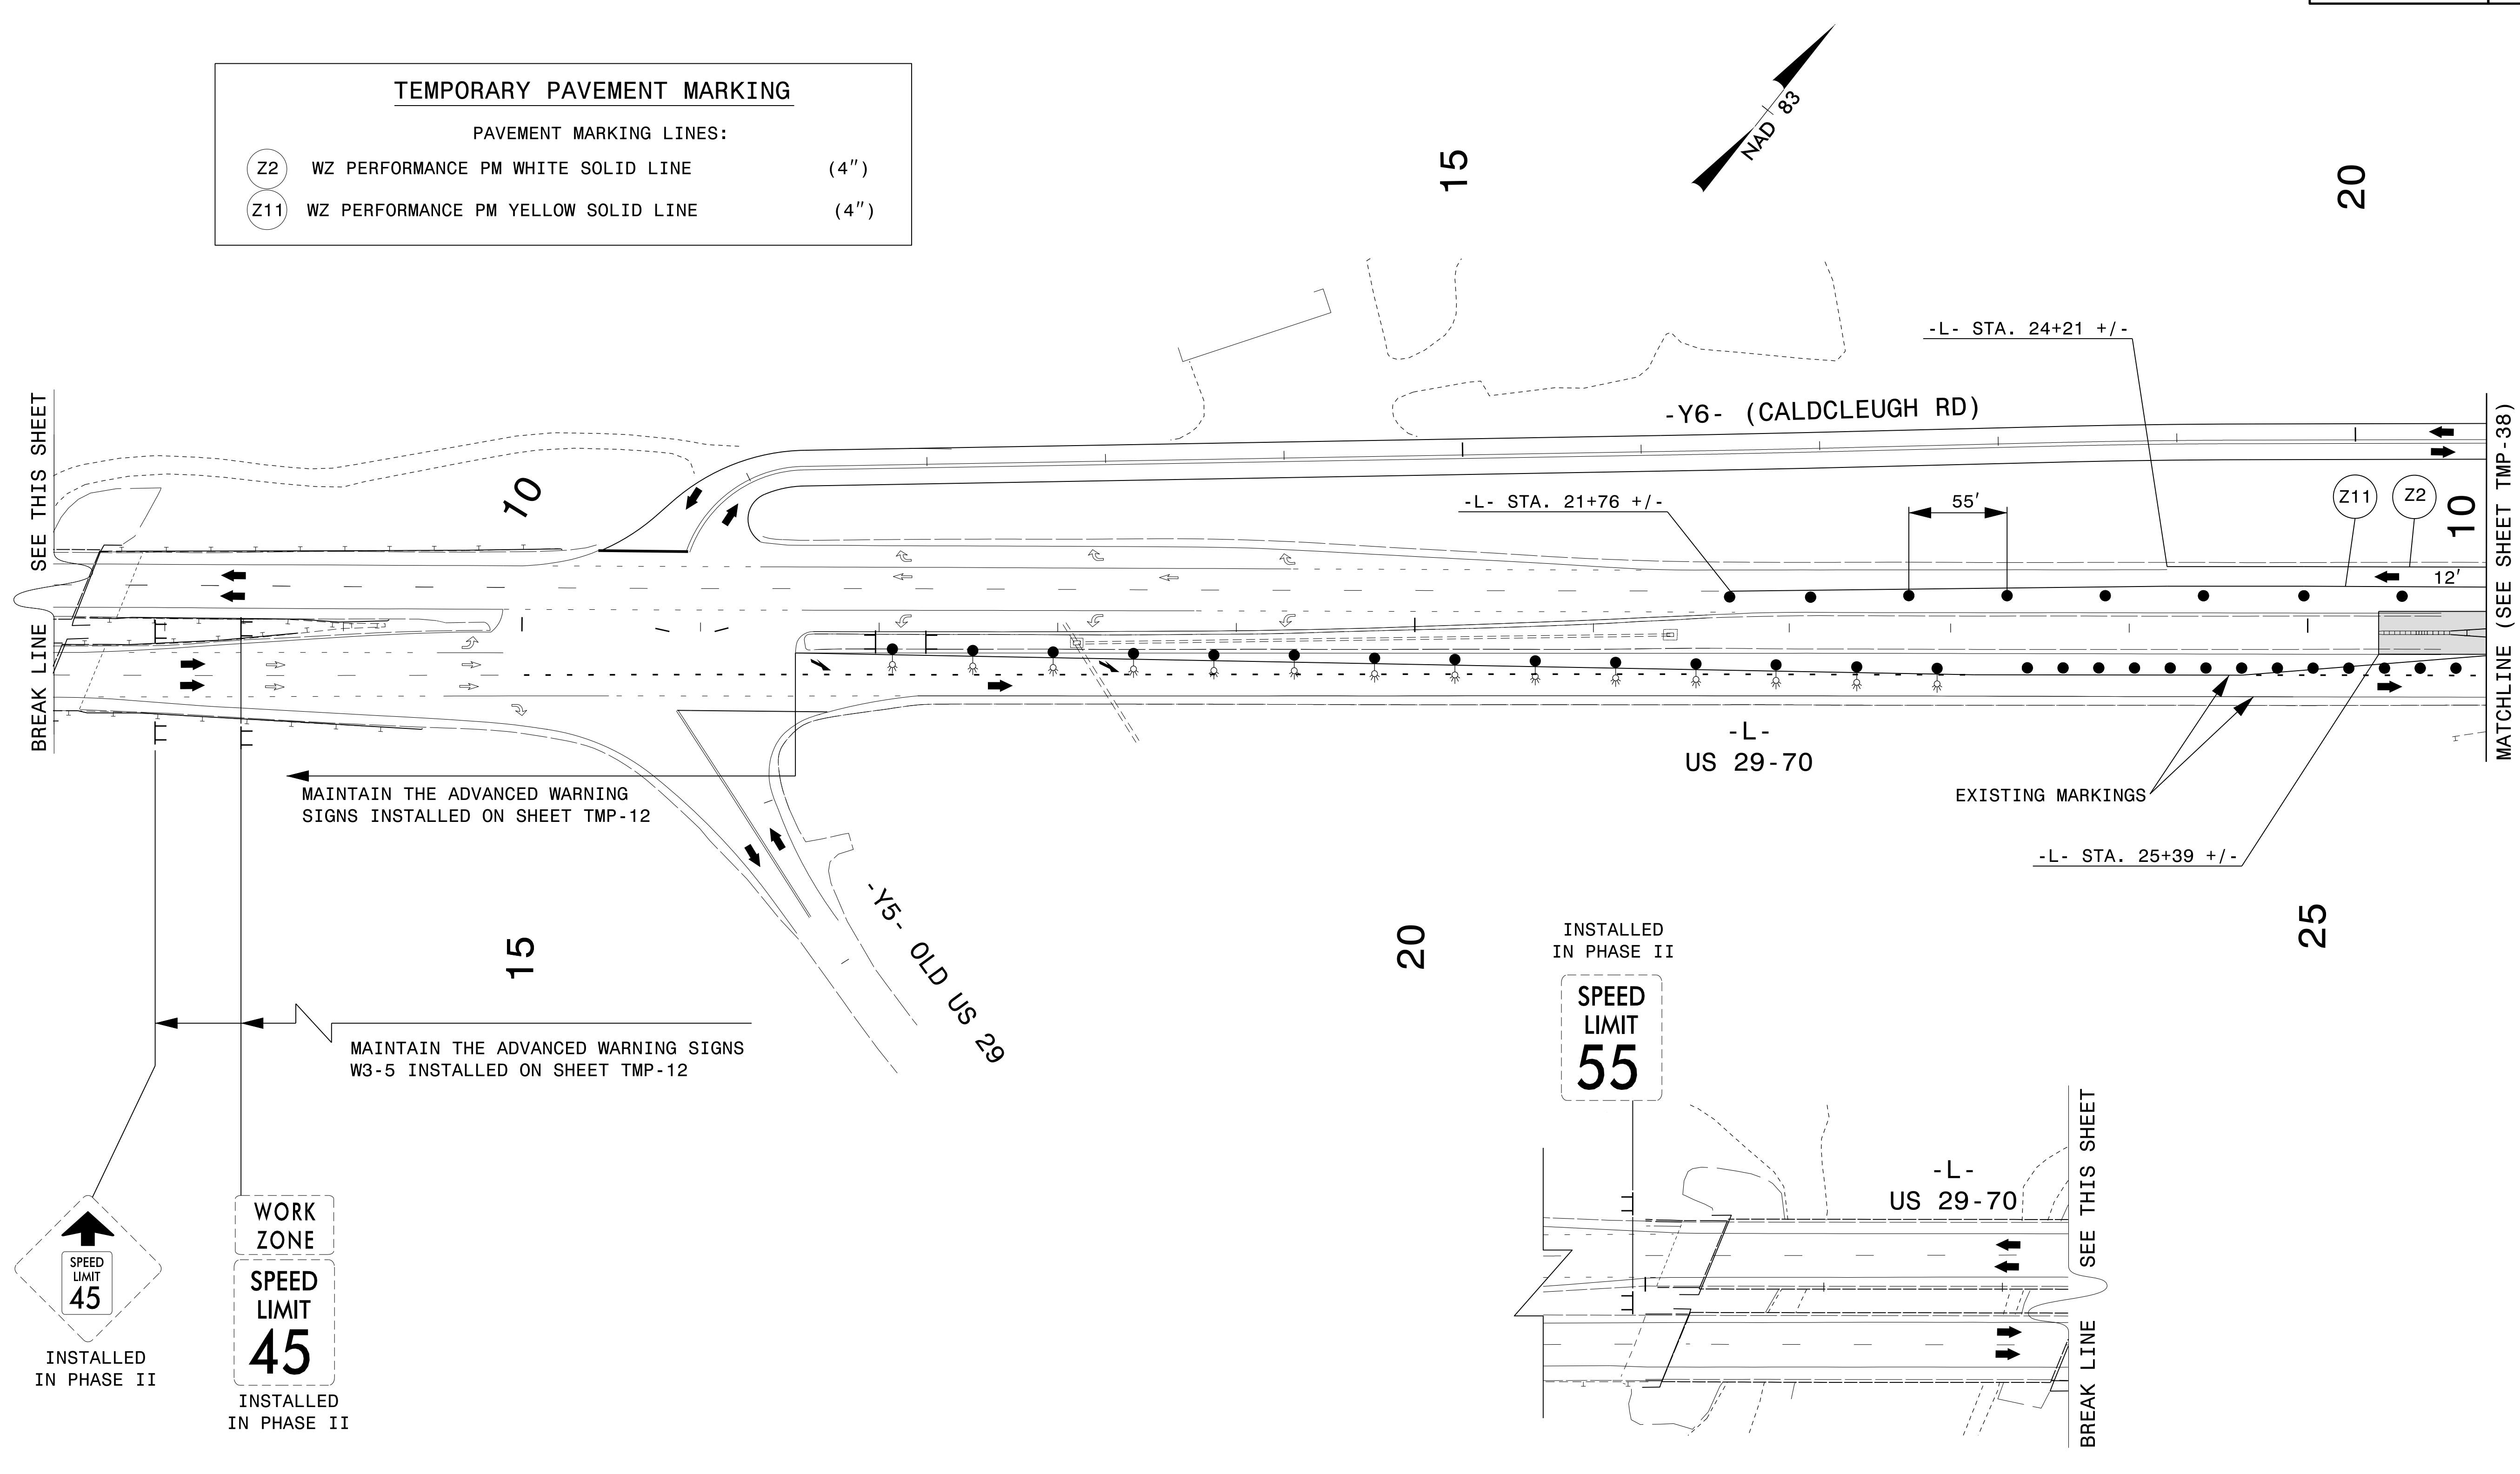 TEMPORARY PAVEMENT MARKING
PAVEMENT MARKING LINES:
Z2 WZ PERFORMANCE PM WHITE SOLID LINE (4")
Z11 WZ PERFORMANCE PM YELLOW SOLID LINE (4")
NAD 83
15
20
-L- STA. 24+21 +/-
-Y6- (CALDCLEUGH RD)
BREAK LINE SEE THIS SHEET
10
-L- STA. 21+76 +/-
55'
Z11
Z2
10
12'
MATCHLINE (SEE SHEET TMP-38)
-L-
US 29-70
EXISTING MARKINGS
MAINTAIN THE ADVANCED WARNING
SIGNS INSTALLED ON SHEET TMP-12
-L- STA. 25+39 +/-
-Y5- OLD US 29
15
20
25
MAINTAIN THE ADVANCED WARNING SIGNS
W3-5 INSTALLED ON SHEET TMP-12
INSTALLED
IN PHASE II
SPEED
LIMIT
55
-L-
US 29-70
BREAK LINE SEE THIS SHEET
SPEED
LIMIT
45
INSTALLED
IN PHASE II
WORK
ZONE
SPEED
LIMIT
45
INSTALLED
IN PHASE II